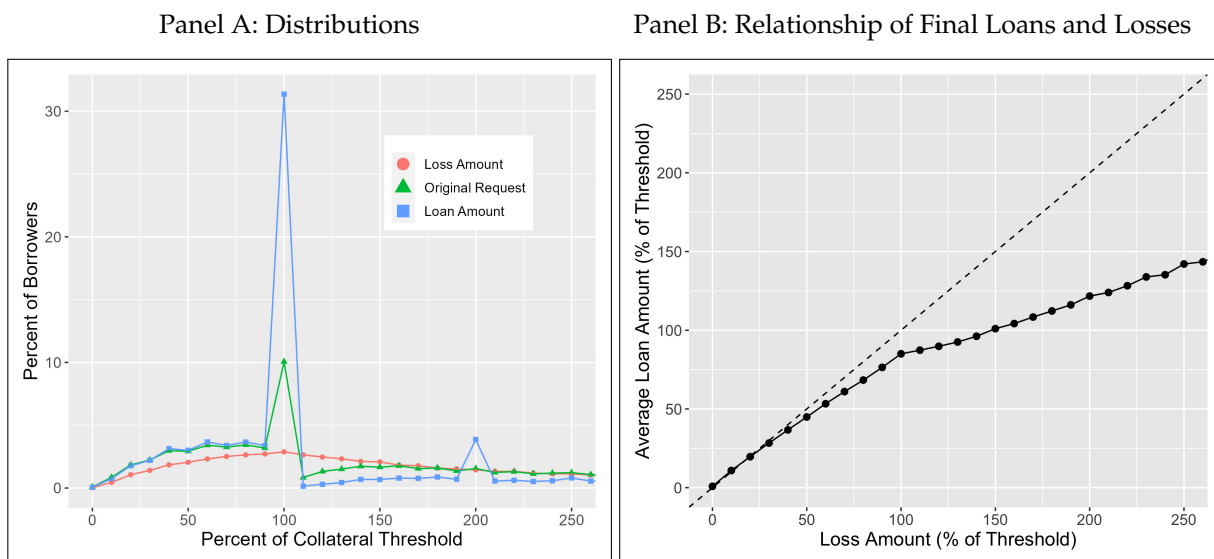 Panel A: Distributions
Panel B: Relationship of Final Loans and Losses
Percent of Borrowers
30
20
10
0
Loss Amount
Original Request
Loan Amount
0 50 100 150 200 250
Percent of Collateral Threshold
Average Loan Amount (% of Threshold)
250
200
150
100
50
0
0 50 100 150 200 250
Loss Amount (% of Threshold)